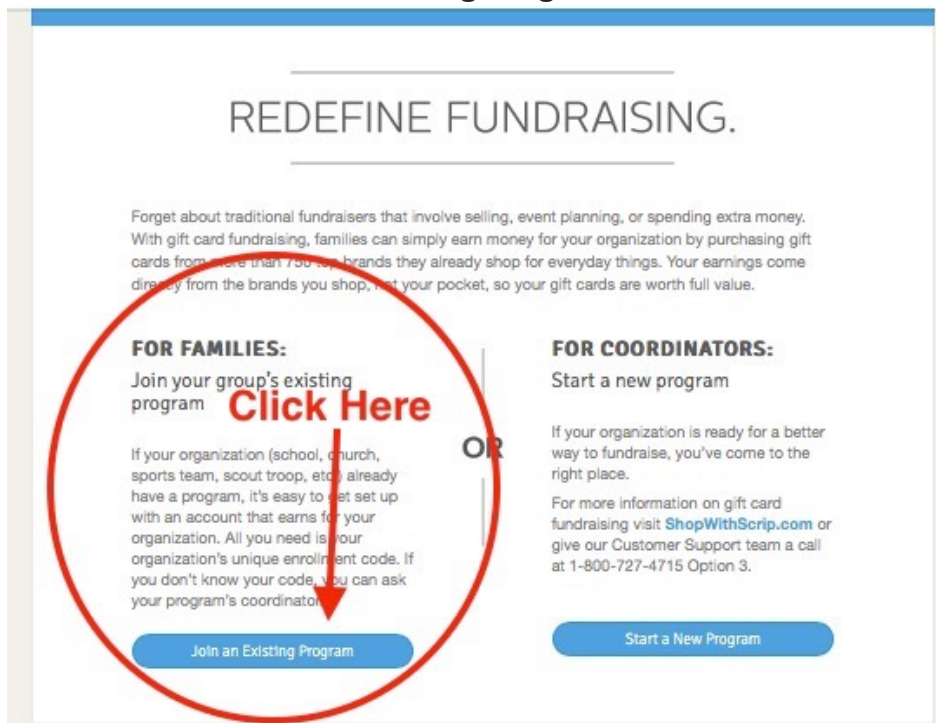 REDEFINE FUNDRAISING.
Forget about traditional fundraisers that involve selling, event planning, or spending extra money.
With gift card fundraising, families can simply earn money for your organization by purchasing gift
cards from more than 750 top brands they already shop for everyday things. Your earnings come
directly from the brands you shop, not your pocket, so your gift cards are worth full value.
FOR FAMILIES:
Join your group's existing
program
Click Here
If your organization (school, church,
sports team, scout troop, etc.) already
have a program, it's easy to get set up
with an account that earns for your
organization. All you need is your
organization's unique enrollment code. If
you don't know your code, you can ask
your program's coordinator.
Join an Existing Program
OR
FOR COORDINATORS:
Start a new program
If your organization is ready for a better
way to fundraise, you've come to the
right place.
For more information on gift card
fundraising visit ShopWithScrip.com or
give our Customer Support team a call
at 1-800-727-4715 Option 3.
Start a New Program